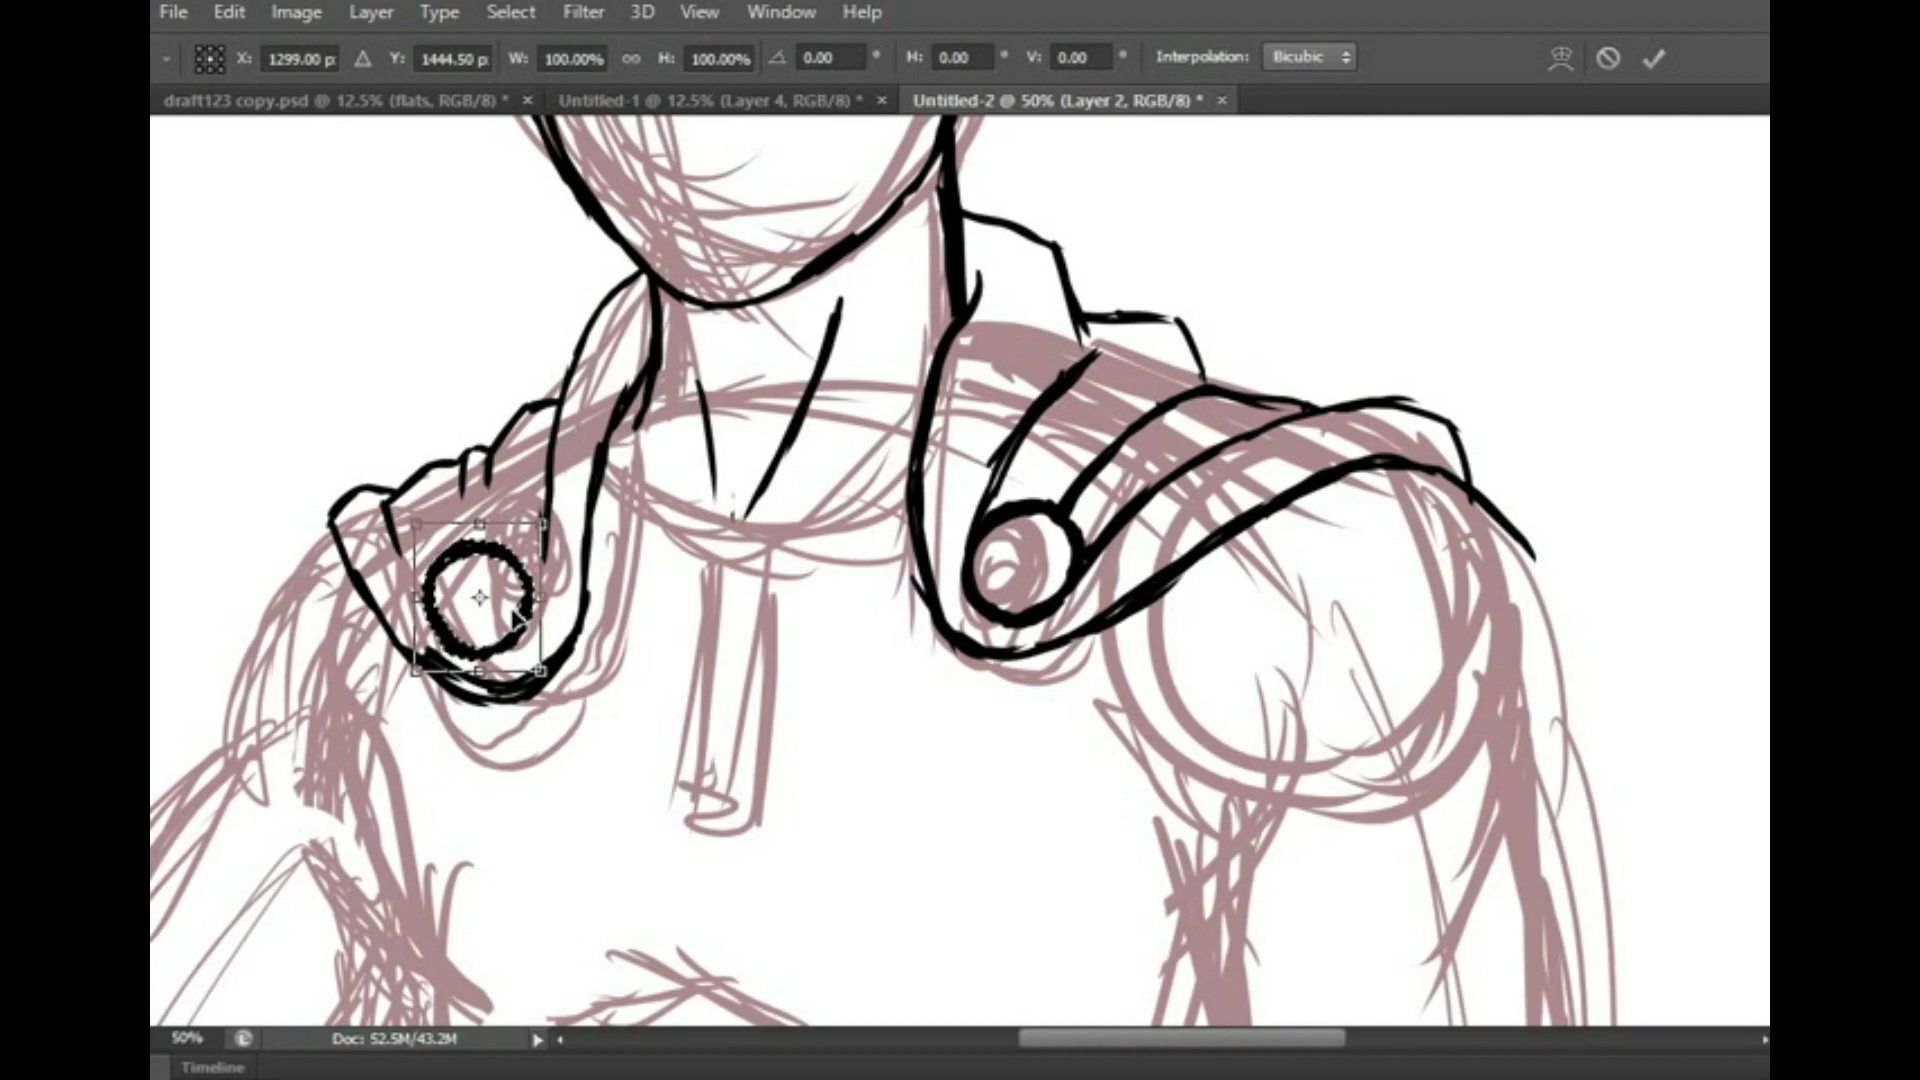 File Edit Image Layer Type Select Filter 3D View Window Help
X: 1299.00 p: Y: 1444.50 p: W: 100.00% H: 100.00% 0.00 ° H: 0.00 ° V: 0.00 ° Interpolation: Bicubic
draft123 copy.psd @ 12.5% (flats, RGB/8) * × Untitled-1 @ 12.5% (Layer 4, RGB/8) * × Untitled-2 @ 50% (Layer 2, RGB/8) * ×
50% Doc: 52.5M/43.2M
Timeline